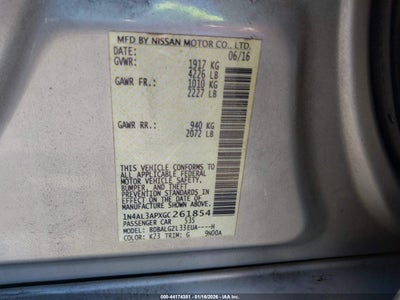 MFD BY NISSAN MOTOR CO., LTD.
DATE: 06/16
GVWR: 1917 KG
4226 LB
GAWR FR.: 1010 KG
2227 LB
GAWR RR.: 940 KG
2072 LB
THIS VEHICLE CONFORMS TO ALL
APPLICABLE FEDERAL MOTOR
VEHICLE SAFETY,
BUMPER, AND THEFT
PREVENTION STANDARDS
IN EFFECT ON THE DATE
OF MANUFACTURE SHOWN ABOVE.
1N4AL3APXGC261854
PASSENGER CAR 535
MODEL: BDBALGZL33EUA----H
COLOR: K23 TRIM: G 9N00A
000-44174381 - 01/16/2026 - IAA